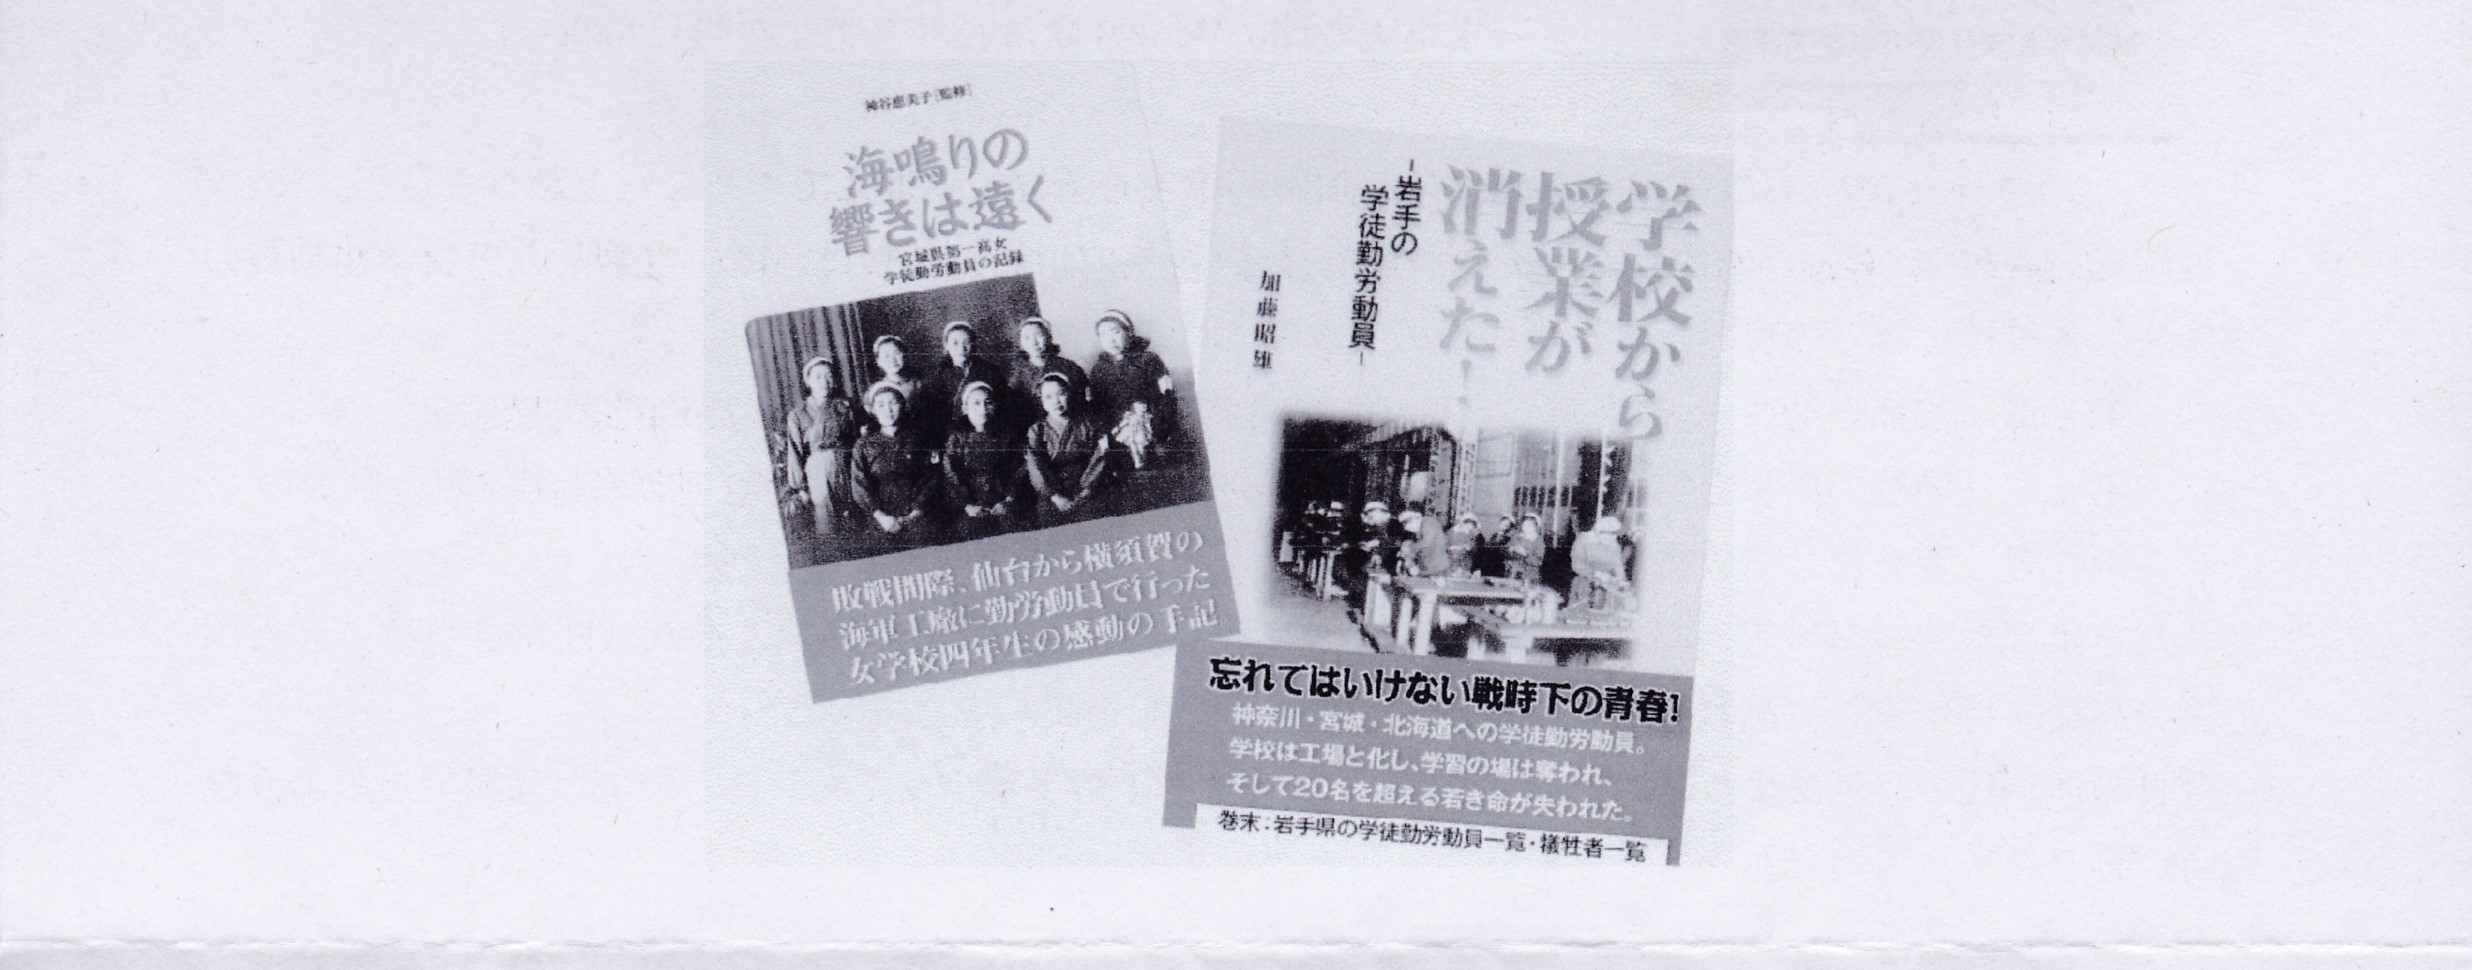 神谷恵美子[監修]
海鳴りの
響きは遠く
宮城県第一高女
学徒勤労動員の記録
敗戦間際、仙台から横須賀の
海軍工廠に勤労動員で行った
女学校四年生の感動の手記
学校から
授業が
消えた!
-岩手の
学徒勤労動員-
加藤昭雄
忘れてはいけない戦時下の青春!
神奈川・宮城・北海道への学徒勤労動員。
学校は工場と化し、学習の場は奪われ、
そして20名を超える若き命が失われた。
巻末:岩手県の学徒勤労動員一覧・犠牲者一覧